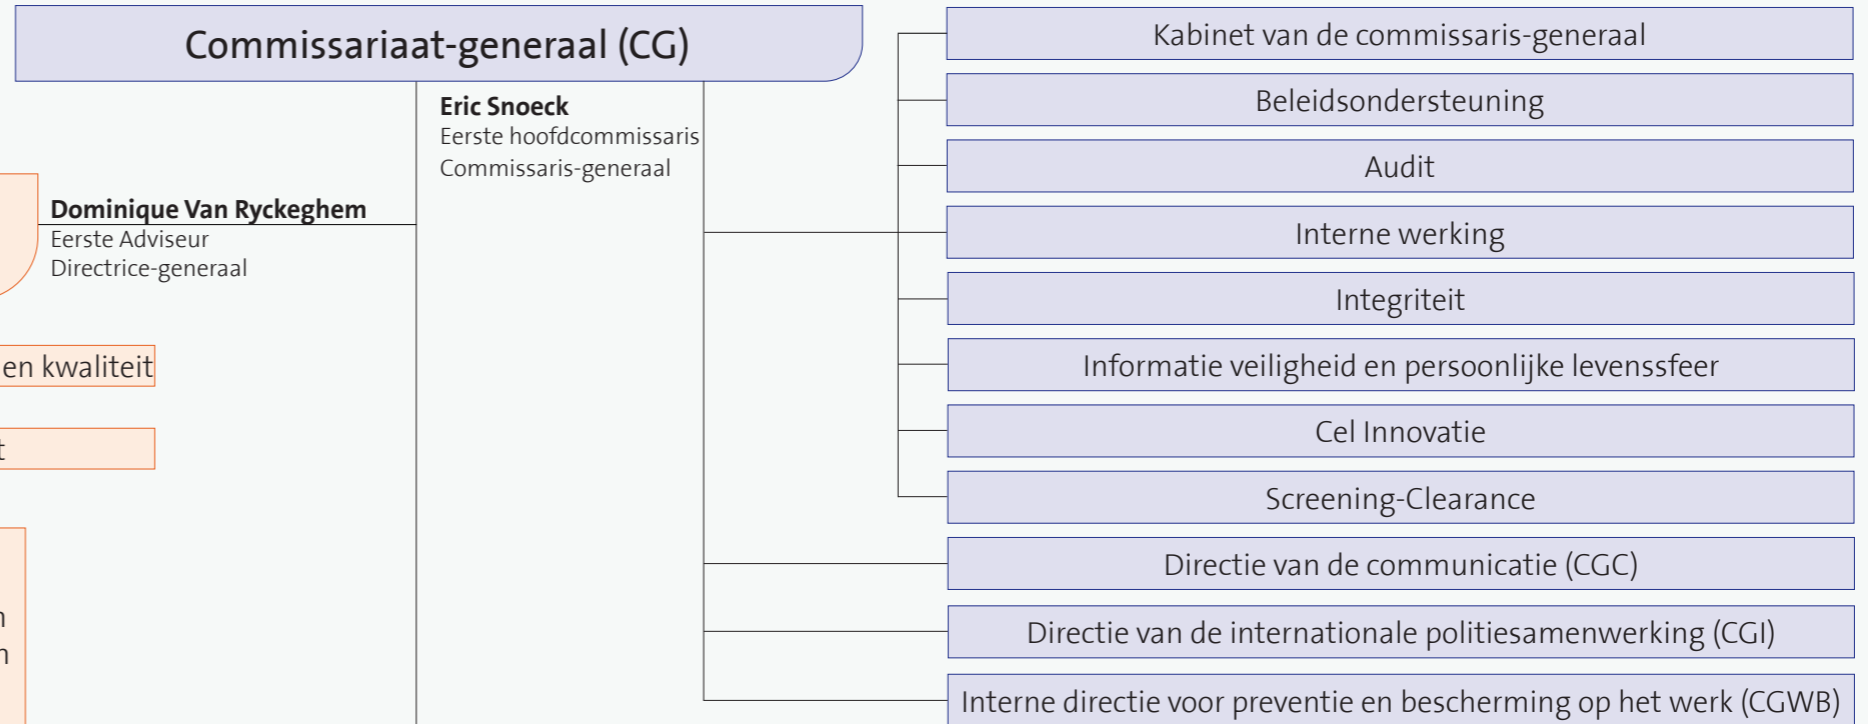 Commissariaat-generaal (CG)
Eric Snoeck
Eerste hoofdcommissaris
Commissaris-generaal
Dominique Van Ryckeghem
Eerste Adviseur
Directrice-generaal
en kwaliteit
t
n
n
Kabinet van de commissaris-generaal
Beleidsondersteuning
Audit
Interne werking
Integriteit
Informatie veiligheid en persoonlijke levenssfeer
Cel Innovatie
Screening-Clearance
Directie van de communicatie (CGC)
Directie van de internationale politiesamenwerking (CGI)
Interne directie voor preventie en bescherming op het werk (CGWB)